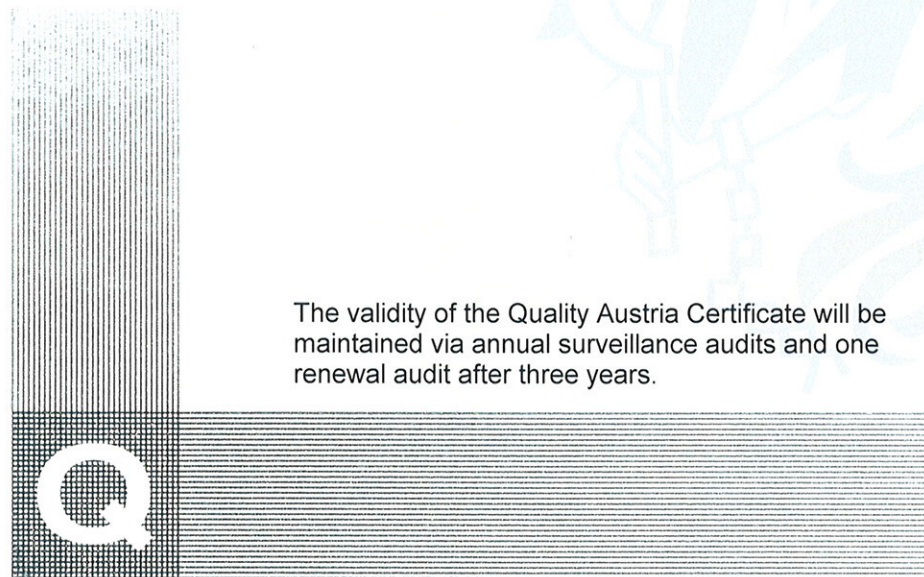 The validity of the Quality Austria Certificate will be
maintained via annual surveillance audits and one
renewal audit after three years.
Q